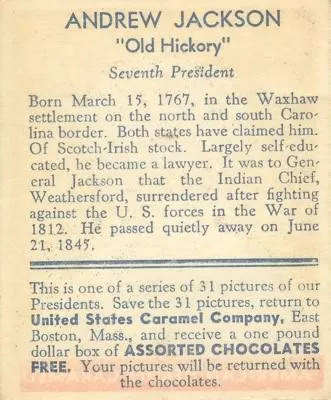 ANDREW JACKSON
"Old Hickory"
Seventh President
Born March 15, 1767, in the Waxhaw
settlement on the north and south Caro-
lina border. Both states have claimed him.
Of Scotch-Irish stock. Largely self-edu-
cated, he became a lawyer. It was to Gen-
eral Jackson that the Indian Chief,
Weathersford, surrendered after fighting
against the U. S. forces in the War of
1812. He passed quietly away on June
21, 1845.
This is one of a series of 31 pictures of our
Presidents. Save the 31 pictures, return to
United States Caramel Company, East
Boston, Mass., and receive a one pound
dollar box of ASSORTED CHOCOLATES
FREE. Your pictures will be returned with
the chocolates.